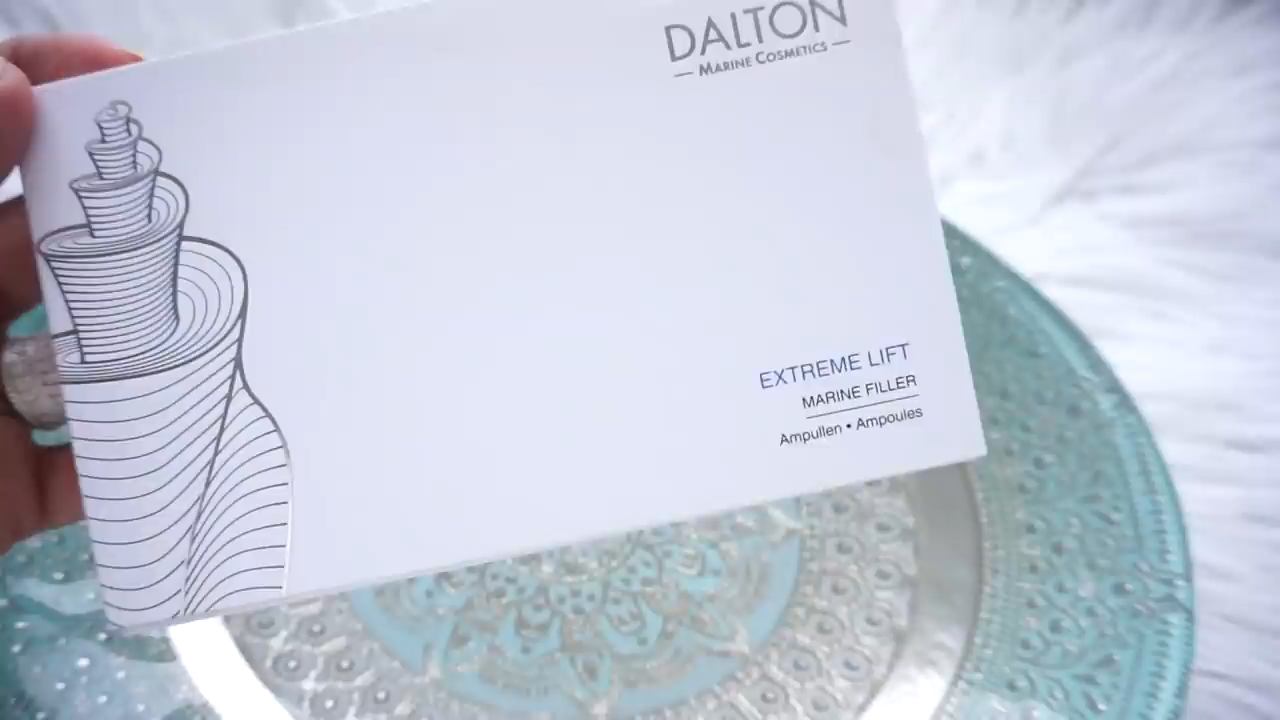 DALTON
— MARINE COSMETICS —
EXTREME LIFT
MARINE FILLER
Ampullen • Ampoules